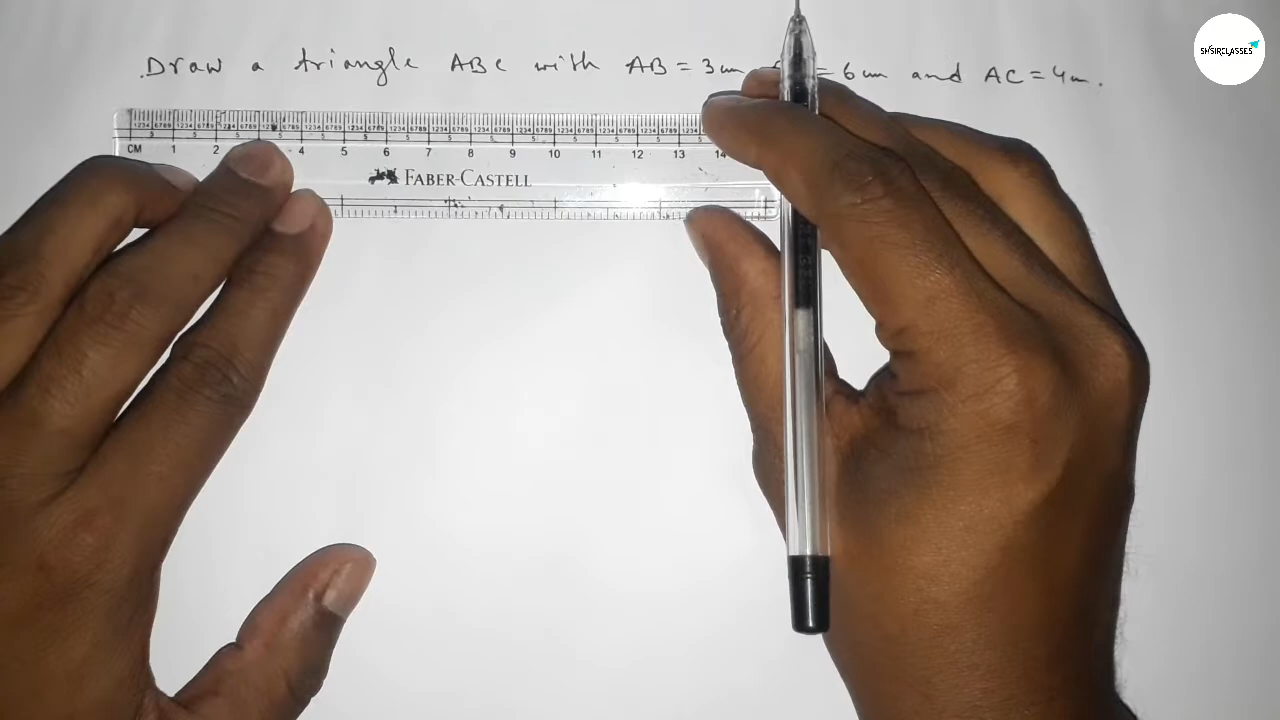 Draw a triangle ABC with AB = 3cm = 6cm and AC = 4cm.
CM 1 2 4 5 6 7 8 9 10 11 12 13 14
FABER-CASTELL
SHSIRCLASSES